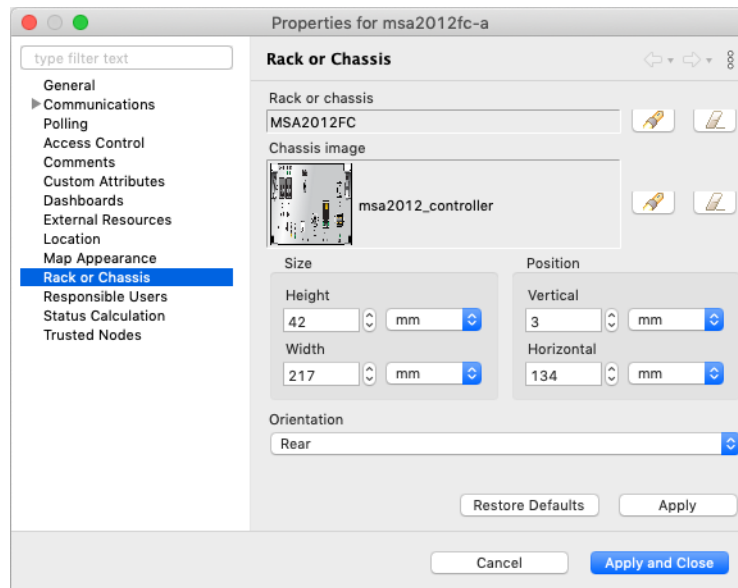 Properties for msa2012fc-a
type filter text
General
Communications
Polling
Access Control
Comments
Custom Attributes
Dashboards
External Resources
Location
Map Appearance
Rack or Chassis
Responsible Users
Status Calculation
Trusted Nodes
Rack or Chassis
Rack or chassis
MSA2012FC
Chassis image
msa2012_controller
Size
Height
42 mm
Width
217 mm
Position
Vertical
3 mm
Horizontal
134 mm
Orientation
Rear
Restore Defaults Apply
Cancel Apply and Close